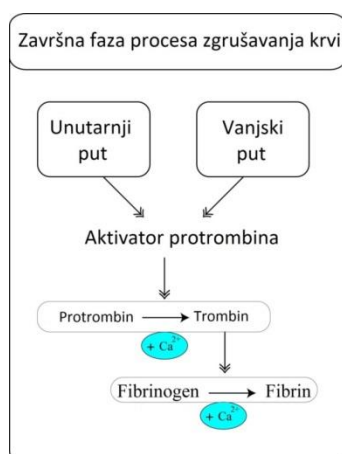 Završna faza procesa zgrušavanja krvi
Unutarnji
put
Vanjski
put
Aktivator protrombina
Protrombin
Trombin
+ Ca²⁺
Fibrinogen
Fibrin
+ Ca²⁺